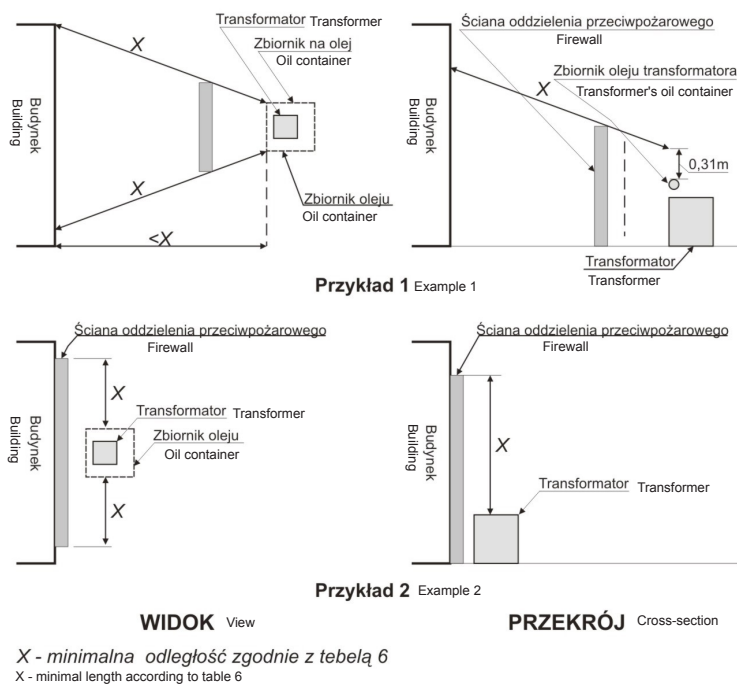 Transformator Transformer
Zbiornik na olej
Oil container
X
Budynek
Building
X
Zbiornik oleju
Oil container
<X
Ściana oddzielenia przeciwpożarowego
Firewall
Zbiornik oleju transformatora
Transformer's oil container
X
Budynek
Building
0,31m
Transformator
Transformer
Przykład 1 Example 1
Ściana oddzielenia przeciwpożarowego
Firewall
X
Budynek
Building
Transformator Transformer
Zbiornik oleju
Oil container
X
Ściana oddzielenia przeciwpożarowego
Firewall
Budynek
Building
X
Transformator Transformer
Przykład 2 Example 2
WIDOK View
PRZEKRÓJ Cross-section
X - minimalna odległość zgodnie z tebelą 6
X - minimal length according to table 6